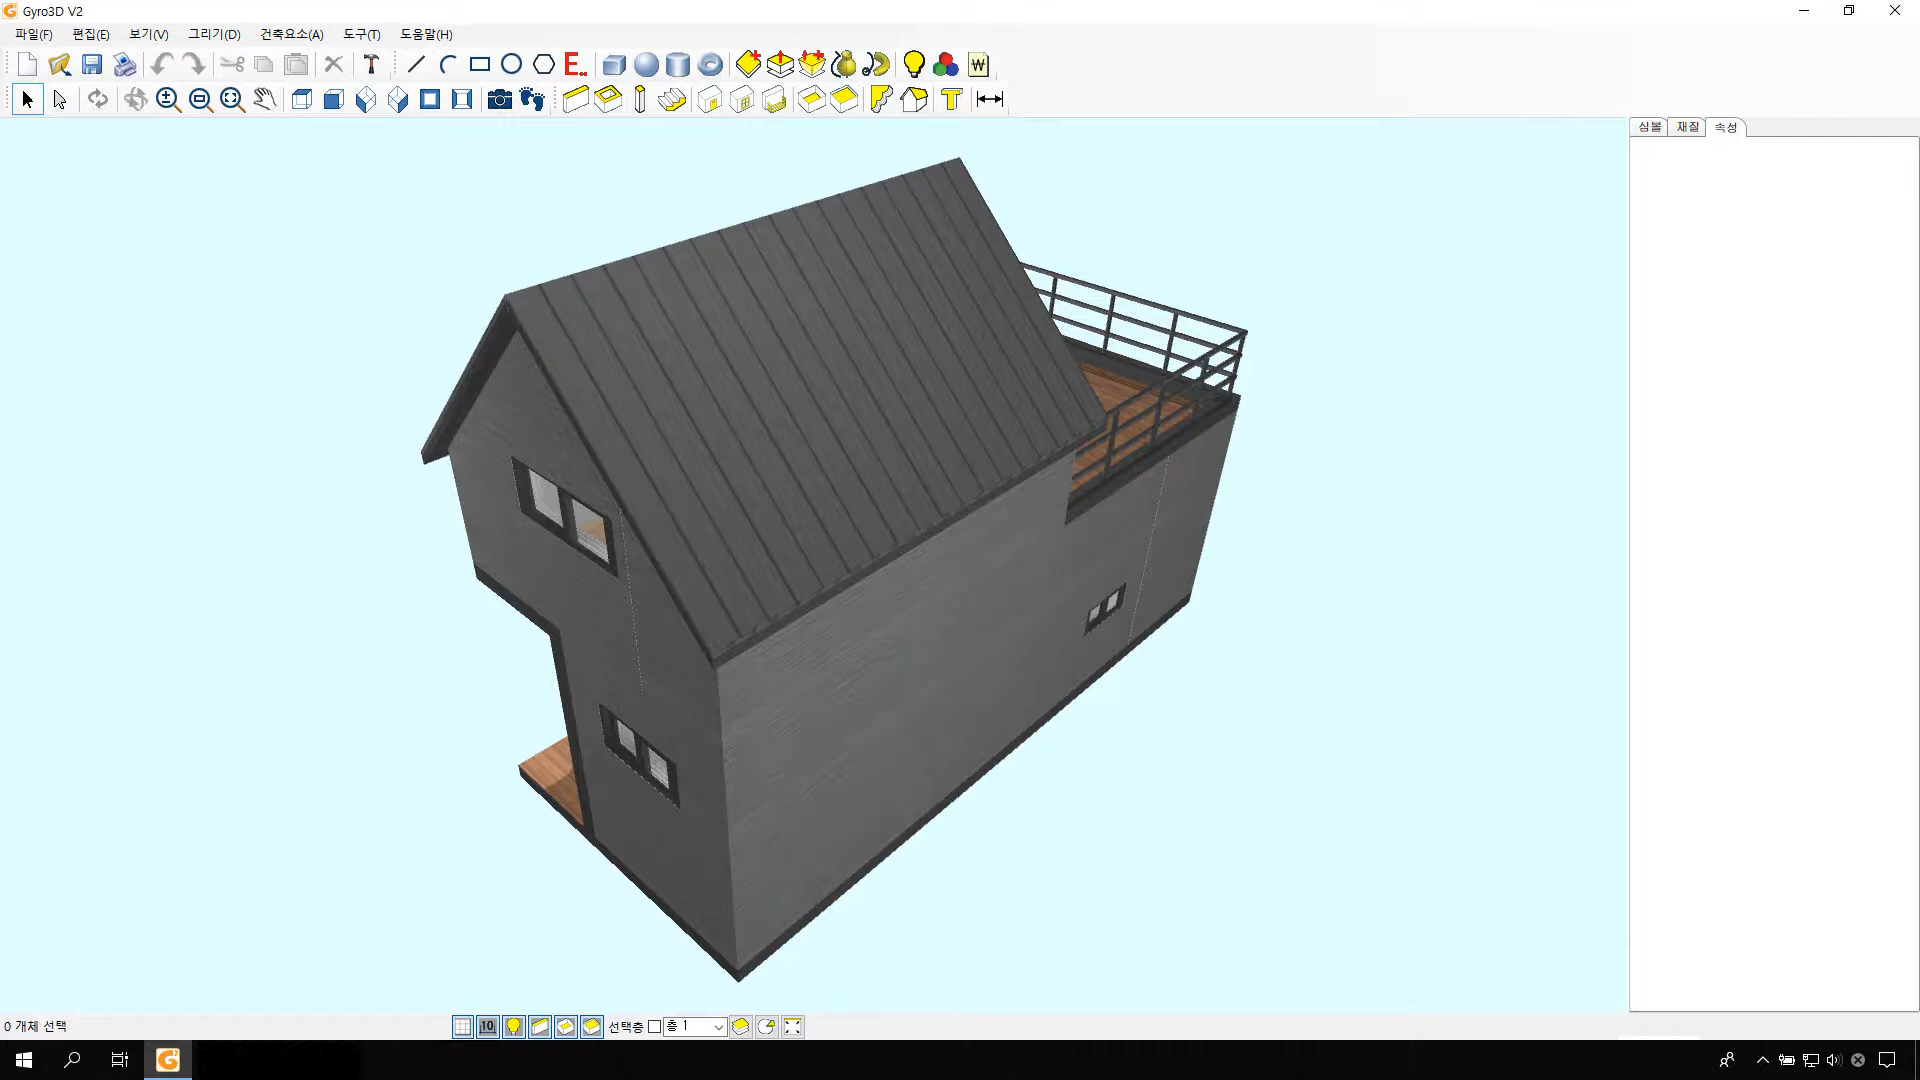 Gyro3D V2
파일(F) 편집(E) 보기(V) 그리기(D) 건축요소(A) 도구(T) 도움말(H)
E..
W
T
심볼 재질 속성
0 개체 선택
10
선택층
층 1